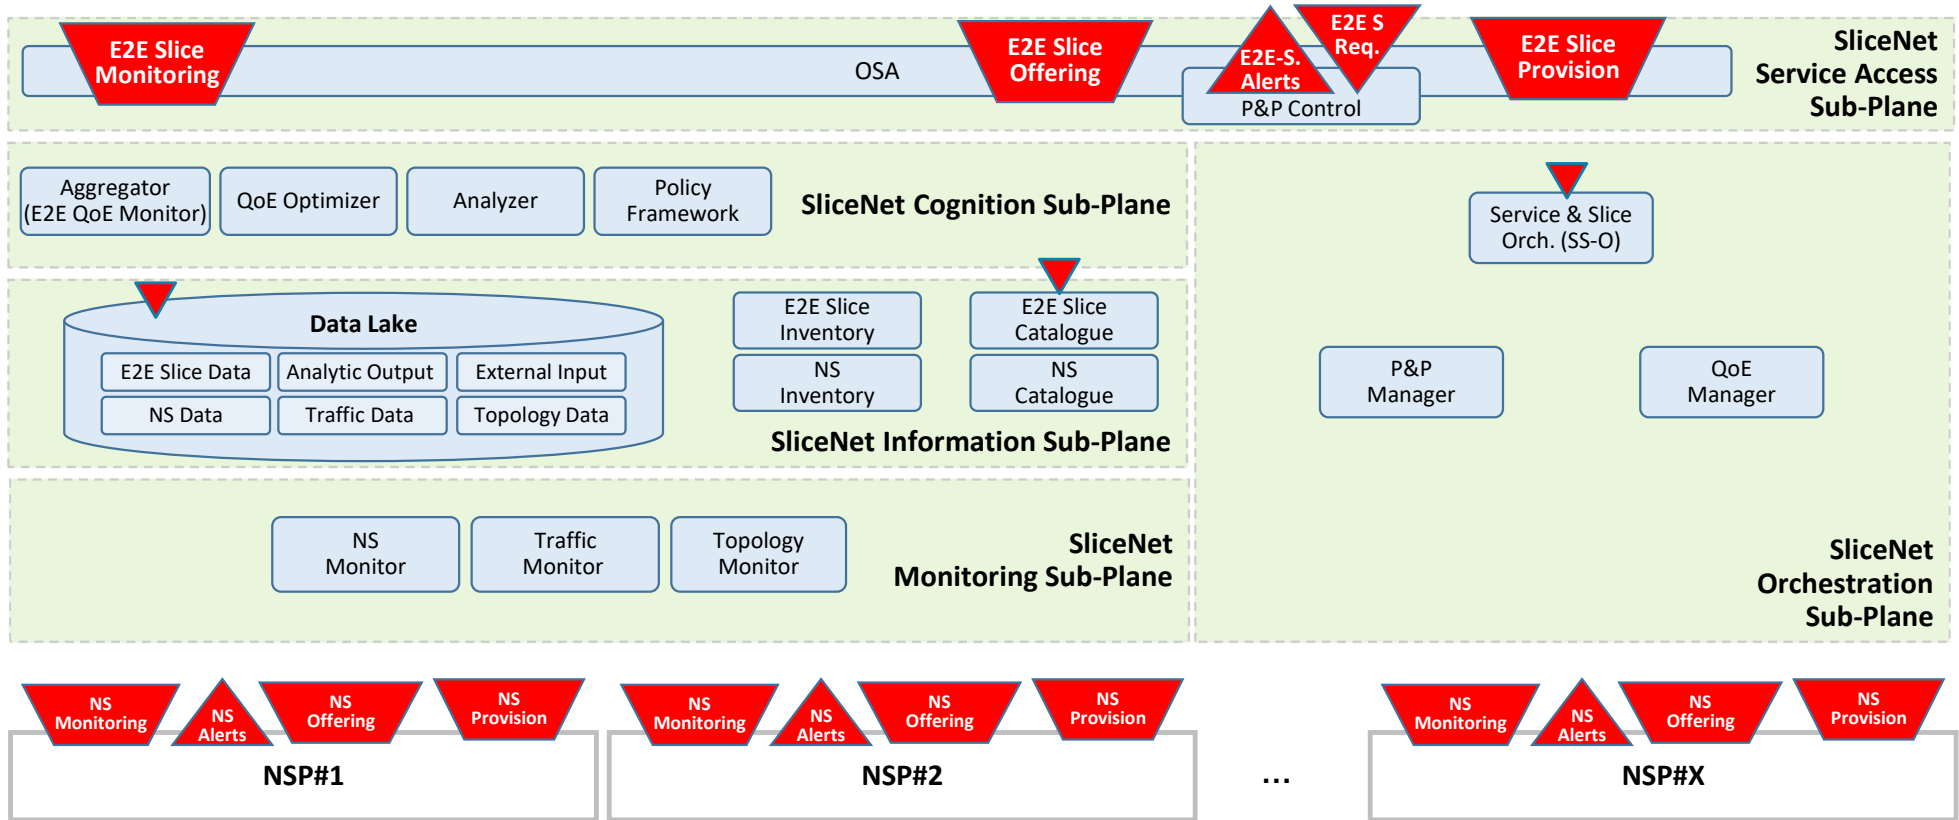 E2E Slice
Monitoring
OSA
E2E Slice
Offering
E2E-S.
Alerts
E2E S
Req.
P&P Control
E2E Slice
Provision
SliceNet
Service Access
Sub-Plane
Aggregator
(E2E QoE Monitor)
QoE Optimizer
Analyzer
Policy
Framework
SliceNet Cognition Sub-Plane
Service & Slice
Orch. (SS-O)
Data Lake
E2E Slice Data
Analytic Output
External Input
NS Data
Traffic Data
Topology Data
E2E Slice
Inventory
E2E Slice
Catalogue
NS
Inventory
NS
Catalogue
SliceNet Information Sub-Plane
P&P
Manager
QoE
Manager
NS
Monitor
Traffic
Monitor
Topology
Monitor
SliceNet
Monitoring Sub-Plane
SliceNet
Orchestration
Sub-Plane
NS
Monitoring
NS
Alerts
NS
Offering
NS
Provision
NSP#1
NS
Monitoring
NS
Alerts
NS
Offering
NS
Provision
NSP#2
...
NS
Monitoring
NS
Alerts
NS
Offering
NS
Provision
NSP#X